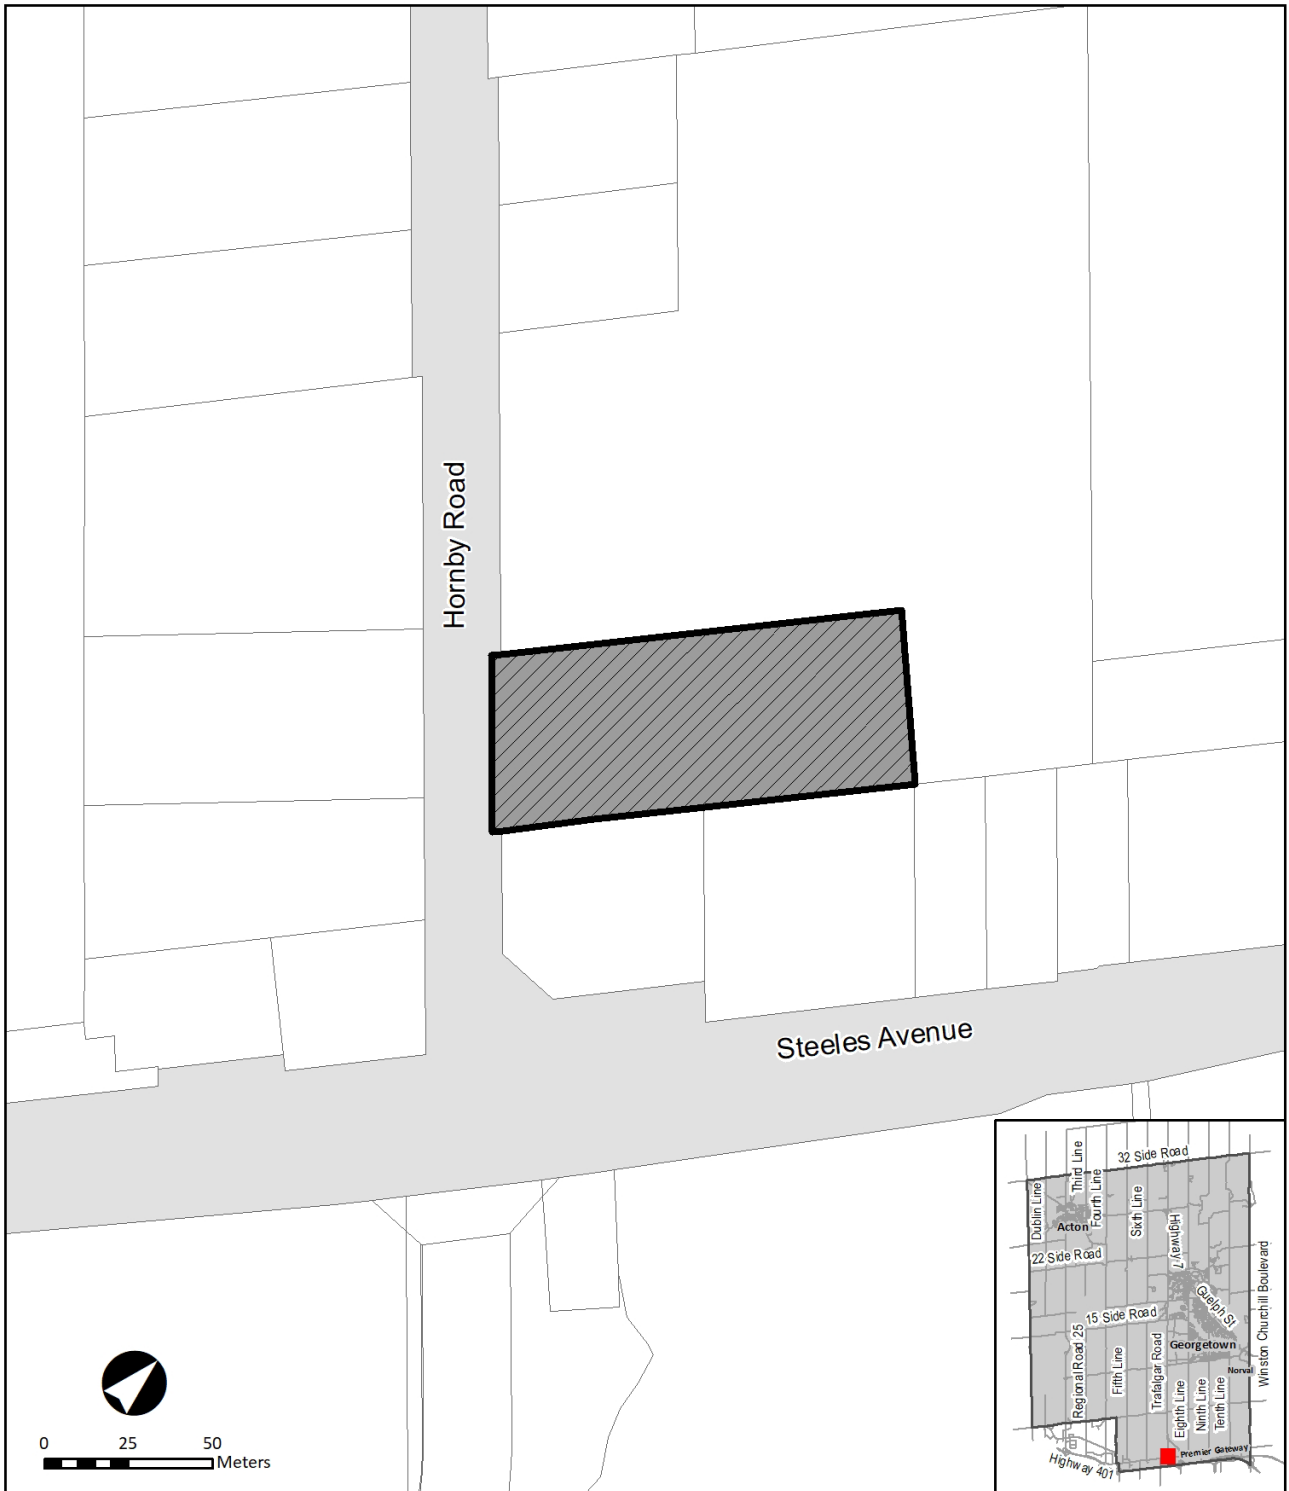 Hornby Road
Steeles Avenue
0 25 50
Meters
32 Side Road
Third Line
Fourth Line
Dublin Line
Sixth Line
Acton
Highway 7
22 Side Road
Winston Churchill Boulevard
Guelph St
15 Side Road
Georgetown
Regional Road 25
Fifth Line
Trafalgar Road
Norval
Eighth Line
Ninth Line
Tenth Line
Premier Gateway
Highway 401